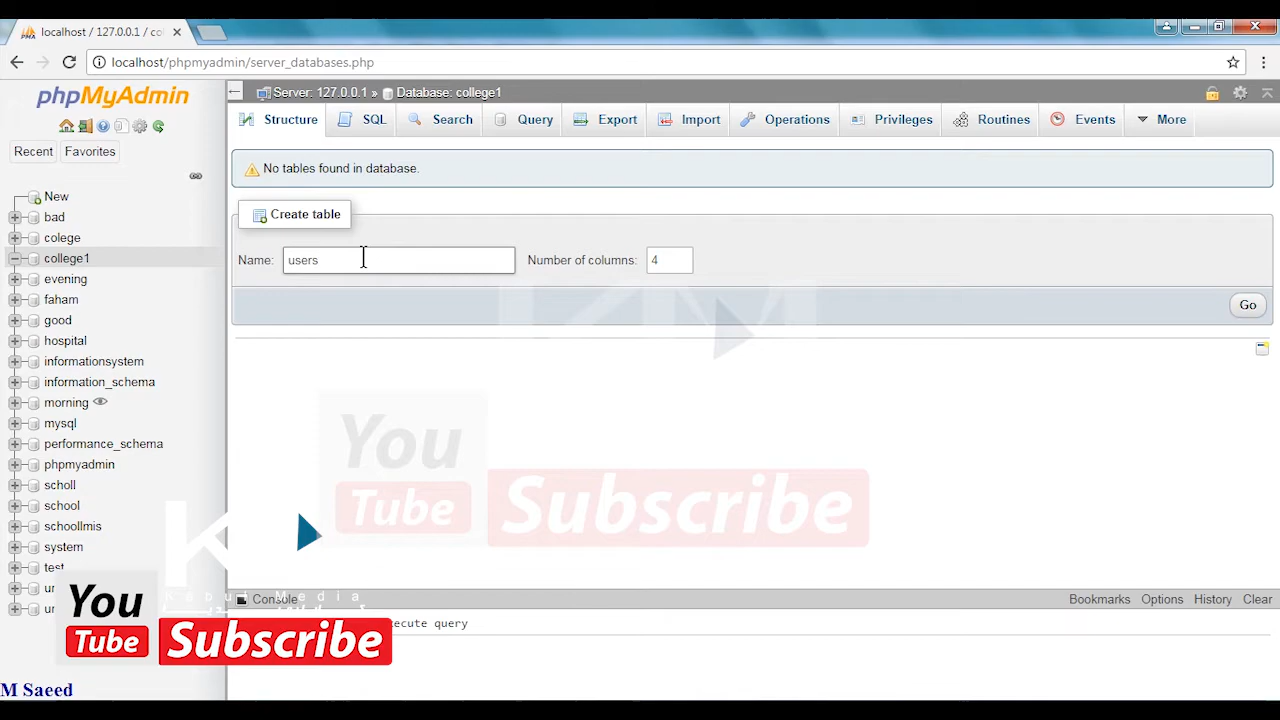 localhost / 127.0.0.1 / co
localhost/phpmyadmin/server_databases.php
phpMyAdmin
Server: 127.0.0.1 » Database: college1
Structure SQL Search Query Export Import Operations Privileges Routines Events More
Recent Favorites
No tables found in database.
New
bad
colege
college1
evening
faham
good
hospital
informationsystem
information_schema
morning
mysql
performance_schema
phpmyadmin
scholl
school
schoollmis
system
test
Create table
Name: users Number of columns: 4
Go
You
Tube Subscribe
Console Bookmarks Options History Clear
ecute query
Kabul Media
You
Tube Subscribe
M Saeed